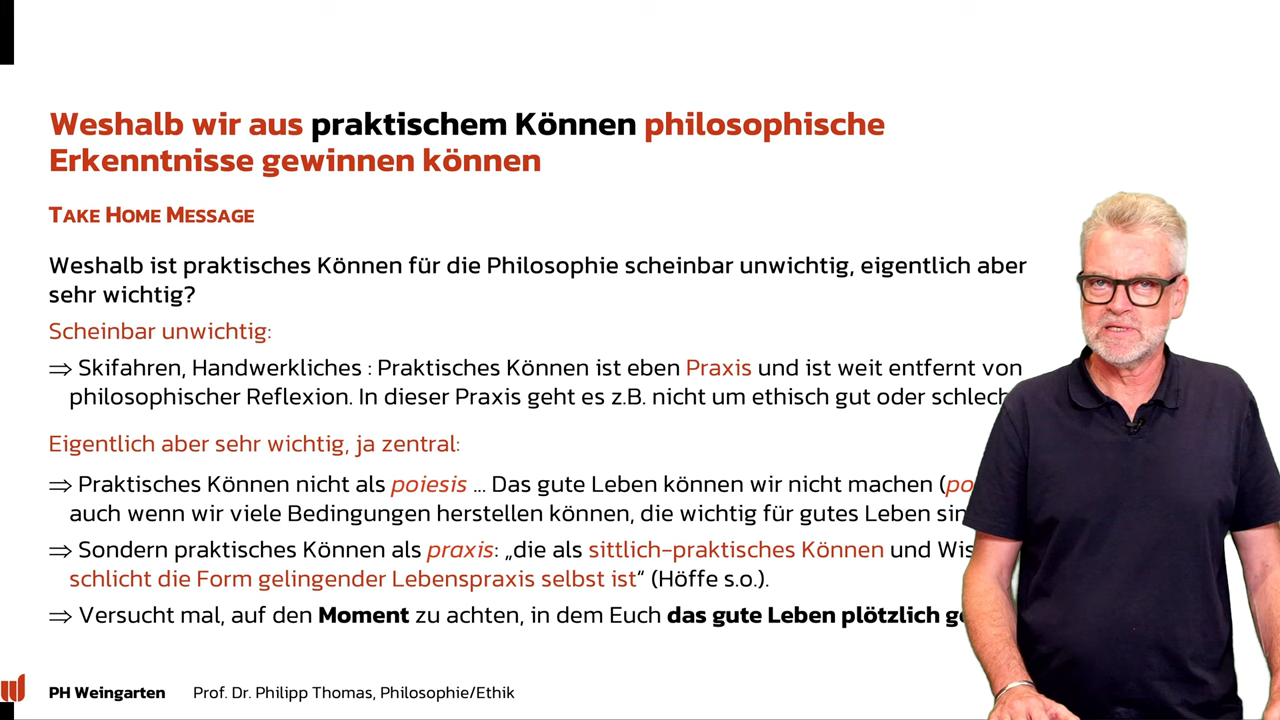 Weshalb wir aus praktischem Können philosophische
Erkenntnisse gewinnen können
TAKE HOME MESSAGE
Weshalb ist praktisches Können für die Philosophie scheinbar unwichtig, eigentlich aber
sehr wichtig?
Scheinbar unwichtig:
⇒ Skifahren, Handwerkliches : Praktisches Können ist eben Praxis und ist weit entfernt von
philosophischer Reflexion. In dieser Praxis geht es z.B. nicht um ethisch gut oder
Eigentlich aber sehr wichtig, ja zentral:
⇒ Praktisches Können nicht als poiesis ... Das gute Leben können wir nicht machen (
auch wenn wir viele Bedingungen herstellen können, die wichtig für gutes Leben
⇒ Sondern praktisches Können als praxis: „die als sittlich-praktisches Können und
schlicht die Form gelingender Lebenspraxis selbst ist“ (Höffe s.o.).
⇒ Versucht mal, auf den Moment zu achten, in dem Euch das gute Leben plötzlich
PH Weingarten Prof. Dr. Philipp Thomas, Philosophie/Ethik